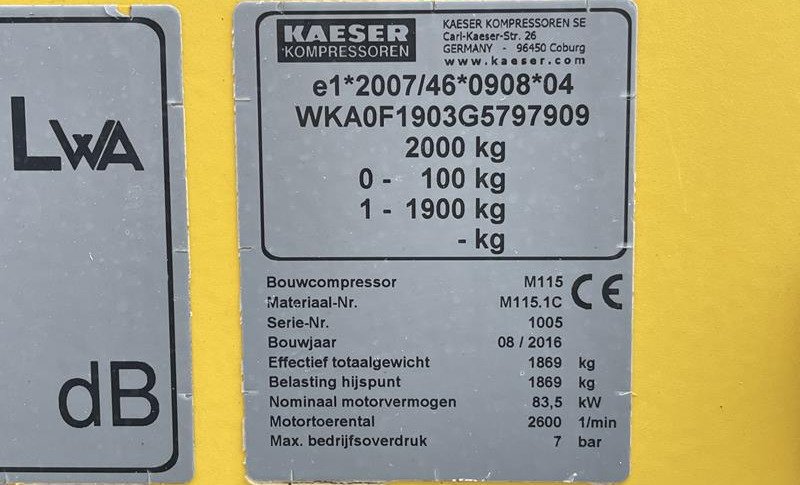 LWA
dB
KAESER
KOMPRESSOREN
KAESER KOMPRESSOREN SE
Carl-Kaeser-Str. 26
GERMANY - 96450 Coburg
www.kaeser.com
e1*2007/46*0908*04
WKA0F1903G5797909
2000 kg
0 - 100 kg
1 - 1900 kg
- kg
Bouwcompressor M115
CE
Materiaal-Nr. M115.1C
Serie-Nr. 1005
Bouwjaar 08 / 2016
Effectief totaalgewicht 1869 kg
Belasting hijspunt 1869 kg
Nominaal motorvermogen 83,5 kW
Motortoerental 2600 1/min
Max. bedrijfsoverdruk 7 bar